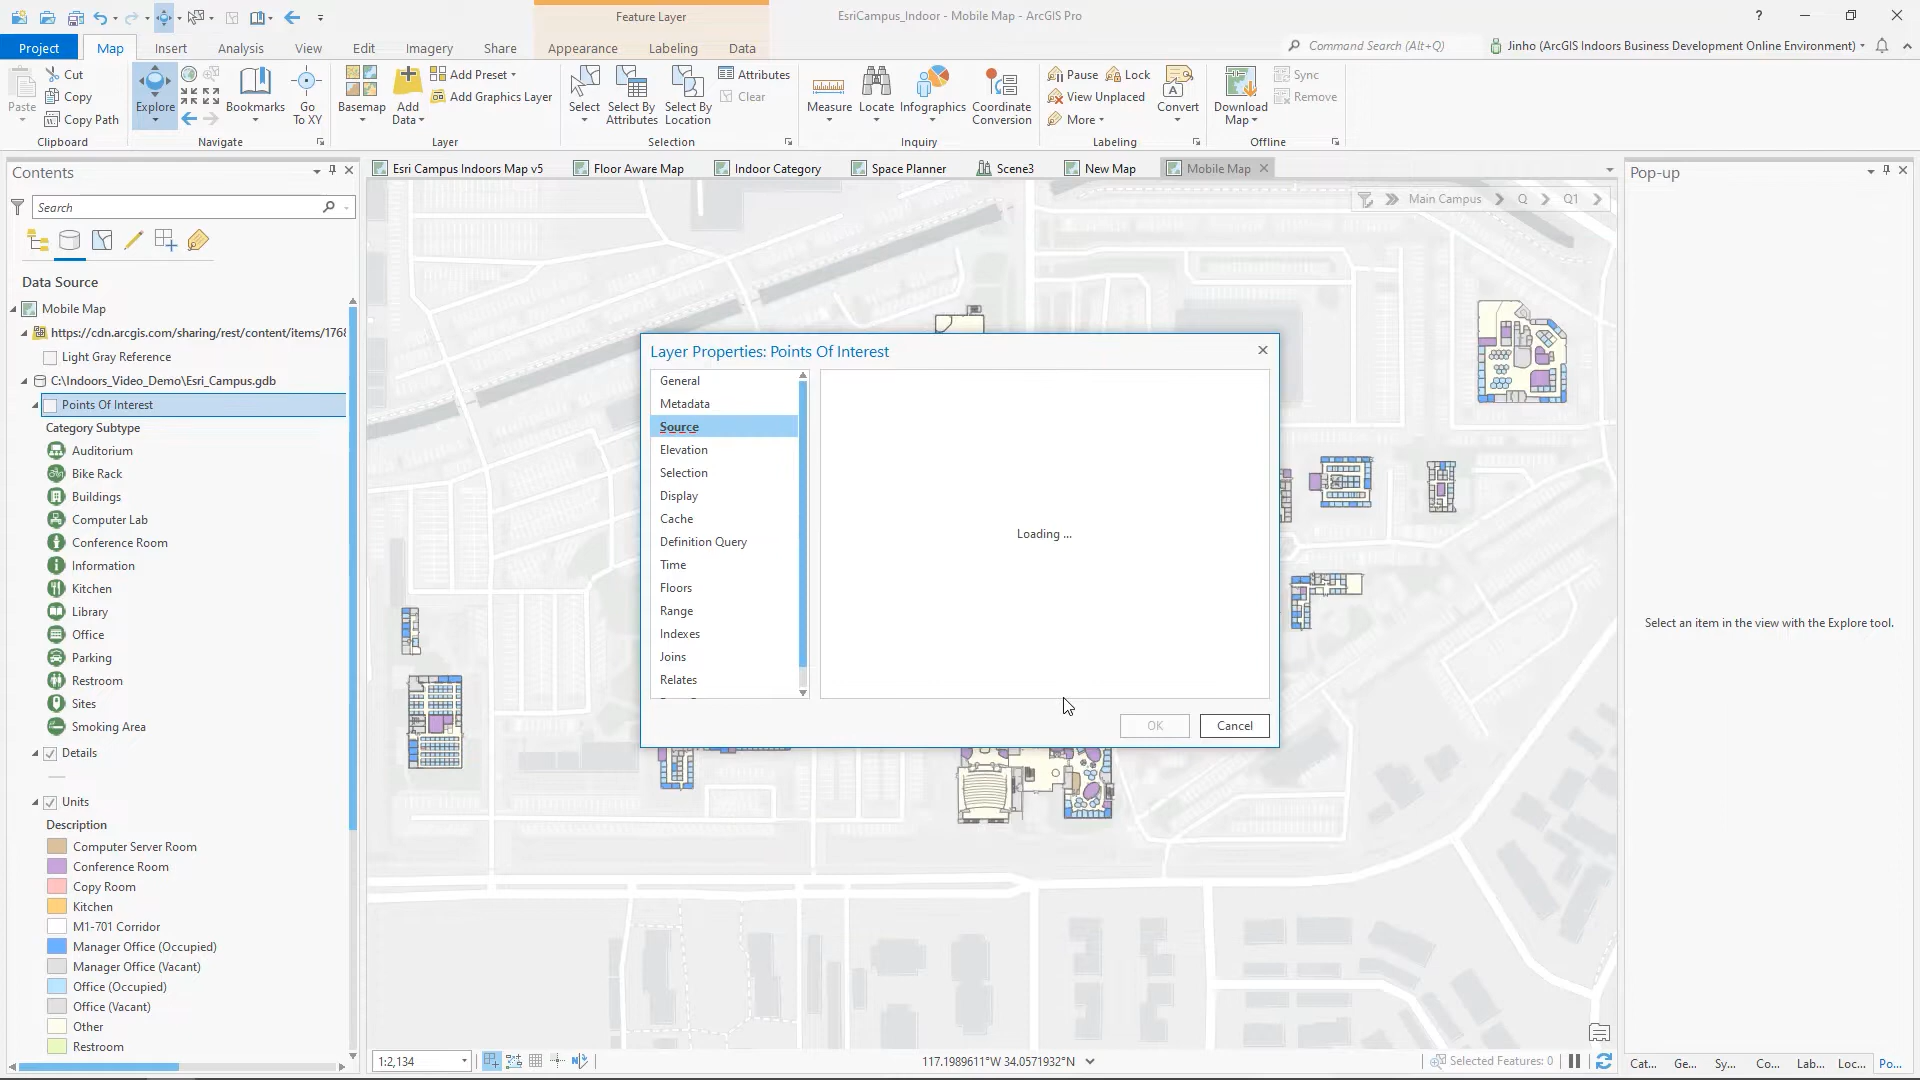 Feature Layer
EsriCampus_Indoor - Mobile Map - ArcGIS Pro
?
Project Map Insert Analysis View Edit Imagery Share Appearance Labeling Data
Command Search (Alt+Q)
Jinho (ArcGIS Indoors Business Development Online Environment)
Paste
Cut
Copy
Copy Path
Clipboard
Explore
Bookmarks
Go To XY
Navigate
Basemap
Add Data
Add Preset
Add Graphics Layer
Layer
Select
Select By Attributes
Select By Location
Attributes
Clear
Selection
Measure
Locate
Infographics
Coordinate Conversion
Inquiry
Pause
Lock
View Unplaced
More
Convert
Labeling
Download Map
Sync
Remove
Offline
Contents
Search
Data Source
Mobile Map
https://cdn.arcgis.com/sharing/rest/content/items/1768
Light Gray Reference
C:\Indoors_Video_Demo\Esri_Campus.gdb
Points Of Interest
Category Subtype
Auditorium
Bike Rack
Buildings
Computer Lab
Conference Room
Information
Kitchen
Library
Office
Parking
Restroom
Sites
Smoking Area
Details
Units
Description
Computer Server Room
Conference Room
Copy Room
Kitchen
M1-701 Corridor
Manager Office (Occupied)
Manager Office (Vacant)
Office (Occupied)
Office (Vacant)
Other
Restroom
Esri Campus Indoors Map v5
Floor Aware Map
Indoor Category
Space Planner
Scene3
New Map
Mobile Map
Main Campus
Q
Q1
Layer Properties: Points Of Interest
General
Metadata
Source
Elevation
Selection
Display
Cache
Definition Query
Time
Floors
Range
Indexes
Joins
Relates
Loading ...
OK
Cancel
1:2,134
117.1989611°W 34.0571932°N
Selected Features: 0
Pop-up
Select an item in the view with the Explore tool.
Cat... Ge... Sy... Co... Lab... Loc... Po...